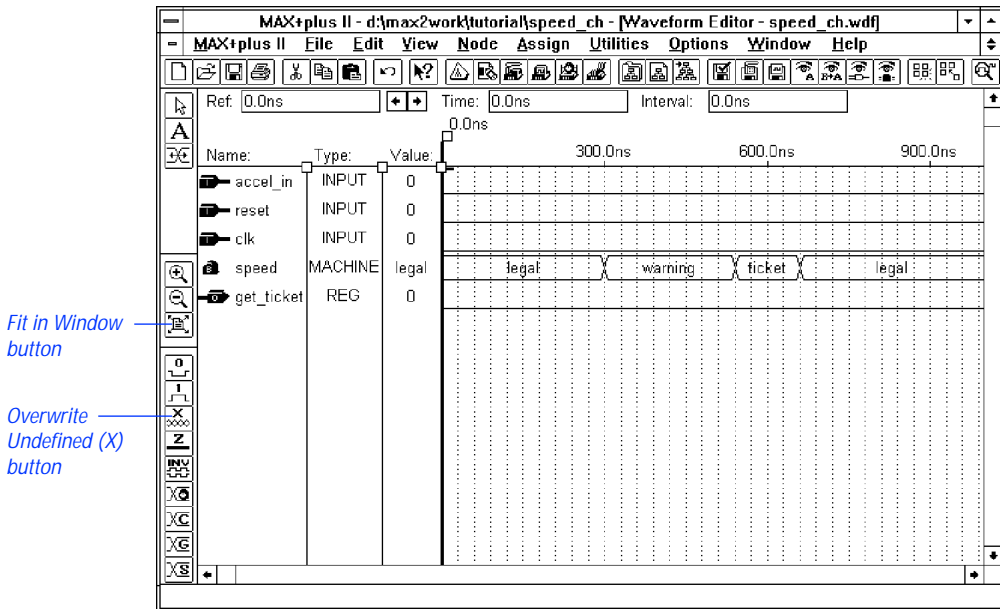 MAX+plus II - d:\max2work\tutorial\speed_ch - [Waveform Editor - speed_ch.wdf]
MAX+plus II File Edit View Node Assign Utilities Options Window Help
Ref: 0.0ns Time: 0.0ns Interval: 0.0ns
0.0ns
Name: Type: Value: 300.0ns 600.0ns 900.0ns
accel_in INPUT 0
reset INPUT 0
clk INPUT 0
speed MACHINE legal legal warning ticket legal
get_ticket REG 0
A
Fit in Window
button
0
1
X
Z
INV
Overwrite
Undefined (X)
button
C
G
S